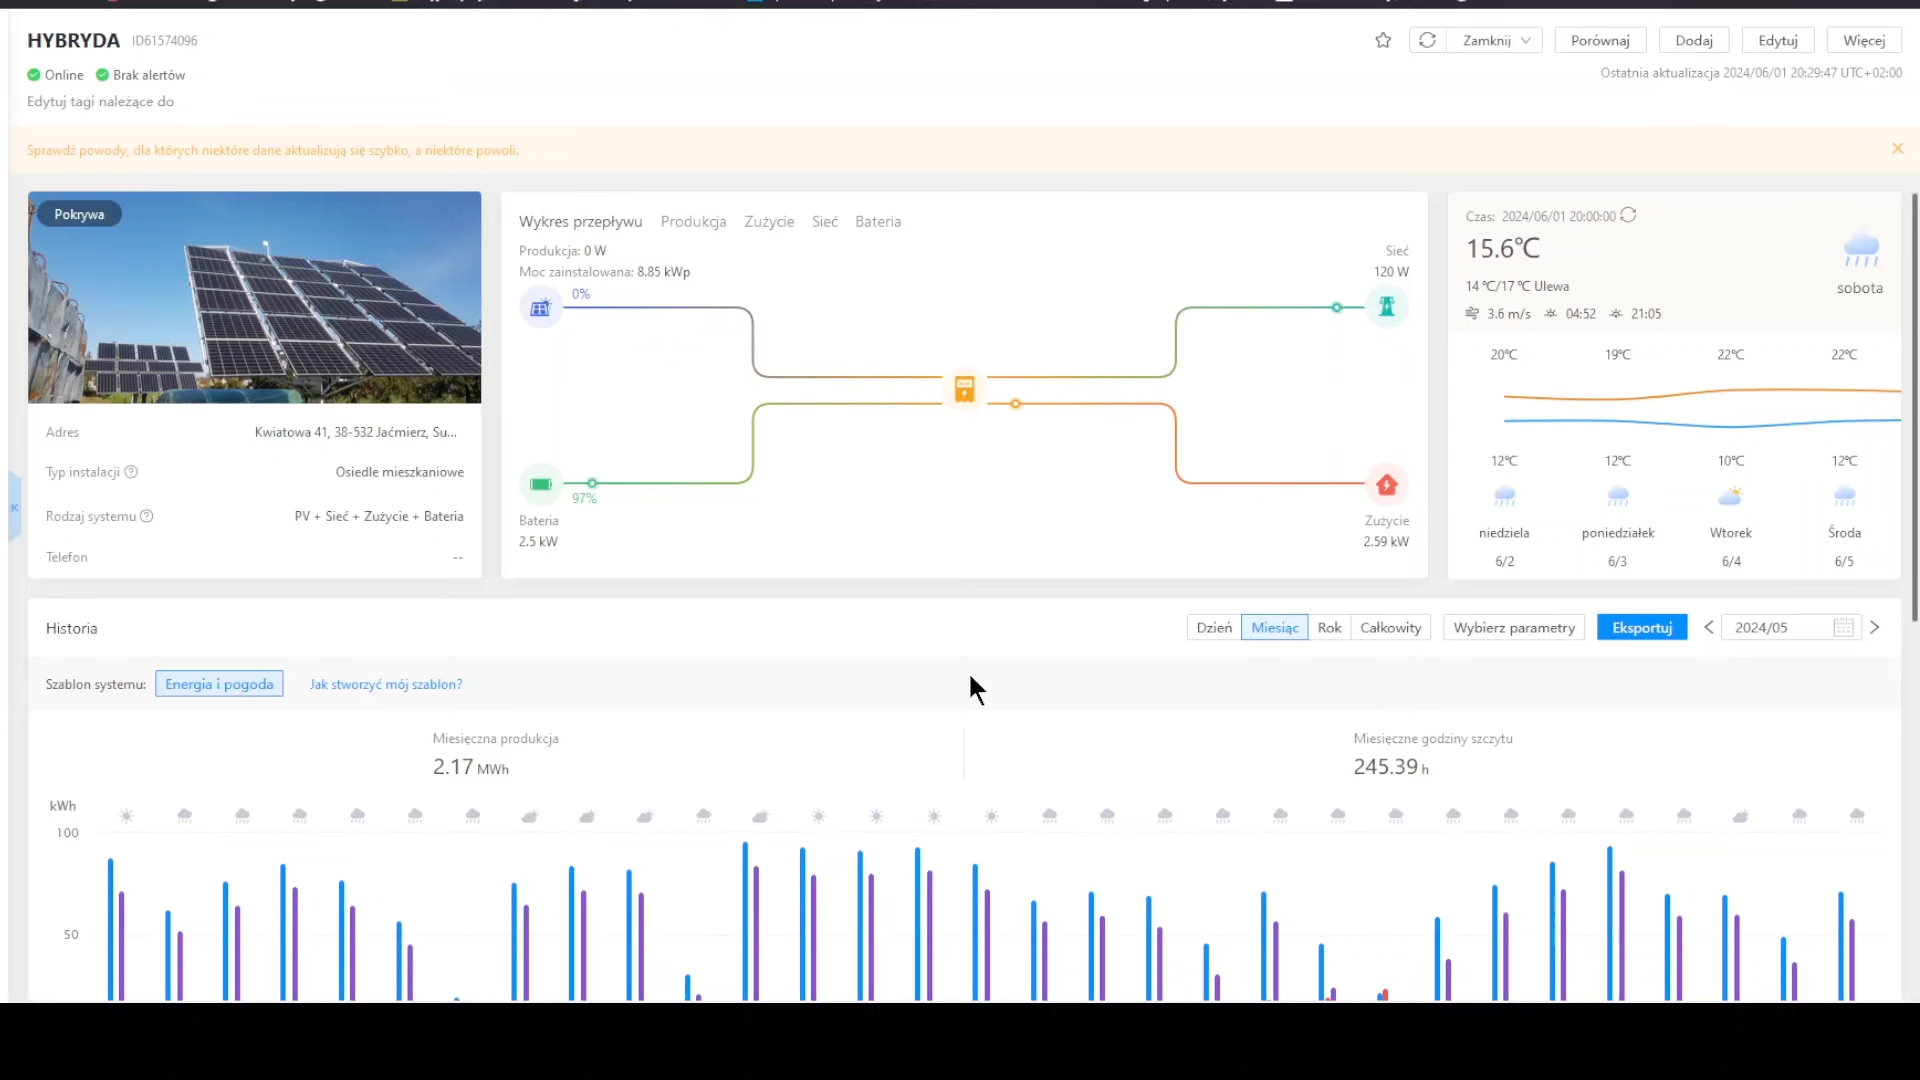 HYBRYDA ID61574096
Zamknij Porównaj Dodaj Edytuj Więcej
Online Brak alertów
Ostatnia aktualizacja 2024/06/01 20:29:47 UTC+02:00
Edytuj tagi należące do
Sprawdź powody, dla których niektóre dane aktualizują się szybko, a niektóre powoli.
Pokrywa
Adres Kwiatowa 41, 38-532 Jaćmierz, Su...
Typ instalacji Osiedle mieszkaniowe
Rodzaj systemu PV + Sieć + Zużycie + Bateria
Telefon --
Wykres przepływu Produkcja Zużycie Sieć Bateria
Produkcja: 0 W
Moc zainstalowana: 8.85 kWp
0%
Sieć
120 W
97%
Bateria
2.5 kW
Zużycie
2.59 kW
Czas: 2024/06/01 20:00:00
15.6℃
14 ℃/17 ℃ Ulewa
sobota
3.6 m/s 04:52 21:05
20℃ 19℃ 22℃ 22℃
12℃ 12℃ 10℃ 12℃
niedziela poniedziałek Wtorek Środa
6/2 6/3 6/4 6/5
Historia
Dzień Miesiąc Rok Całkowity Wybierz parametry Eksportuj 2024/05
Szablon systemu: Energia i pogoda Jak stworzyć mój szablon?
Miesięczna produkcja
2.17 MWh
Miesięczne godziny szczytu
245.39 h
kWh
100
50